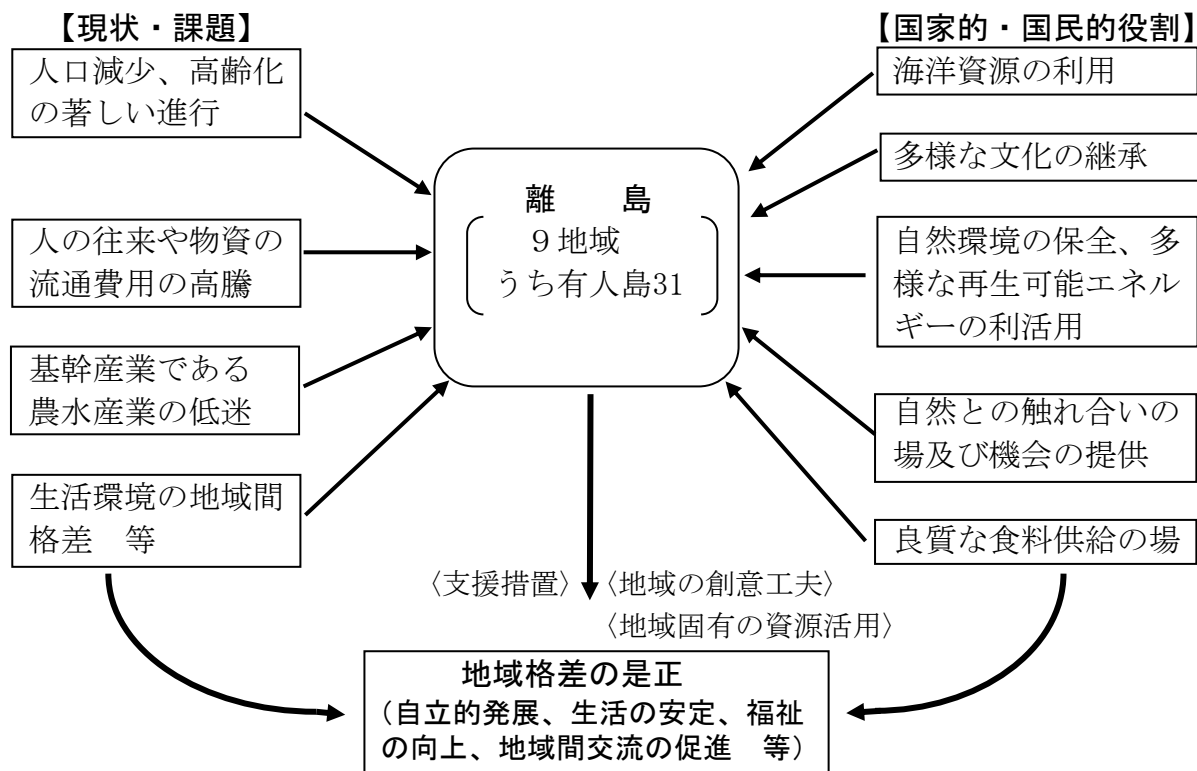 【現状・課題】
人口減少、高齢化
の著しい進行
人の往来や物資の
流通費用の高騰
基幹産業である
農水産業の低迷
生活環境の地域間
格差　等
離　　島
９地域
うち有人島31
【国家的・国民的役割】
海洋資源の利用
多様な文化の継承
自然環境の保全、多
様な再生可能エネル
ギーの利活用
自然との触れ合いの
場及び機会の提供
良質な食料供給の場
〈支援措置〉
〈地域の創意工夫〉
〈地域固有の資源活用〉
地域格差の是正
（自立的発展、生活の安定、福祉
の向上、地域間交流の促進　等）